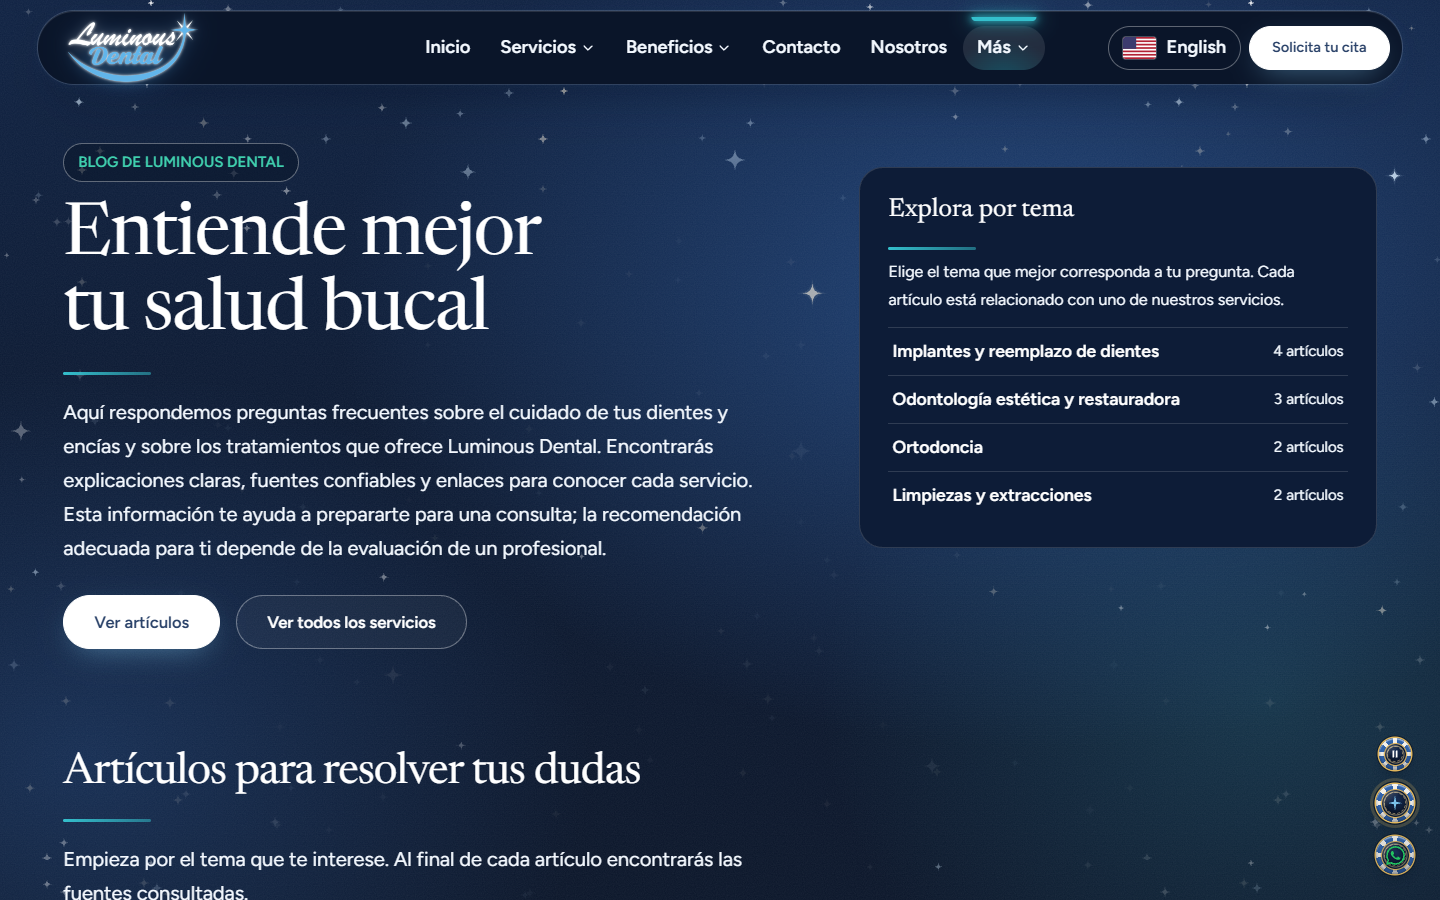 Luminous
Dental
Inicio
Servicios
Beneficios
Contacto
Nosotros
Más
English
Solicita tu cita
BLOG DE LUMINOUS DENTAL
Entiende mejor
tu salud bucal
Aquí respondemos preguntas frecuentes sobre el cuidado de tus dientes y
encías y sobre los tratamientos que ofrece Luminous Dental. Encontrarás
explicaciones claras, fuentes confiables y enlaces para conocer cada servicio.
Esta información te ayuda a prepararte para una consulta; la recomendación
adecuada para ti depende de la evaluación de un profesional.
Ver artículos
Ver todos los servicios
Explora por tema
Elige el tema que mejor corresponda a tu pregunta. Cada
artículo está relacionado con uno de nuestros servicios.
Implantes y reemplazo de dientes 4 artículos
Odontología estética y restauradora 3 artículos
Ortodoncia 2 artículos
Limpiezas y extracciones 2 artículos
Artículos para resolver tus dudas
Empieza por el tema que te interese. Al final de cada artículo encontrarás las
fuentes consultadas.